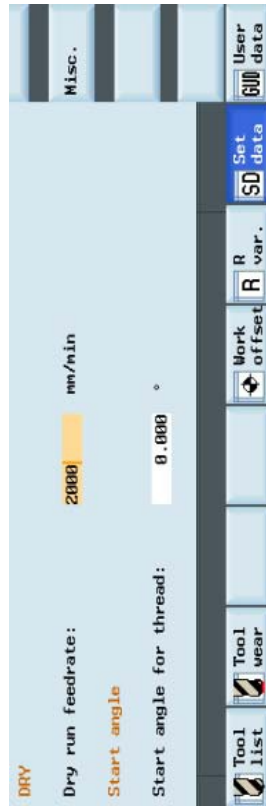 DRY
Dry run feedrate: 2000 mm/min
Start angle
Start angle for thread: 0.000 °
Misc.
Tool list
Tool wear
Work offset
R R var.
SD Set data
GUD User data